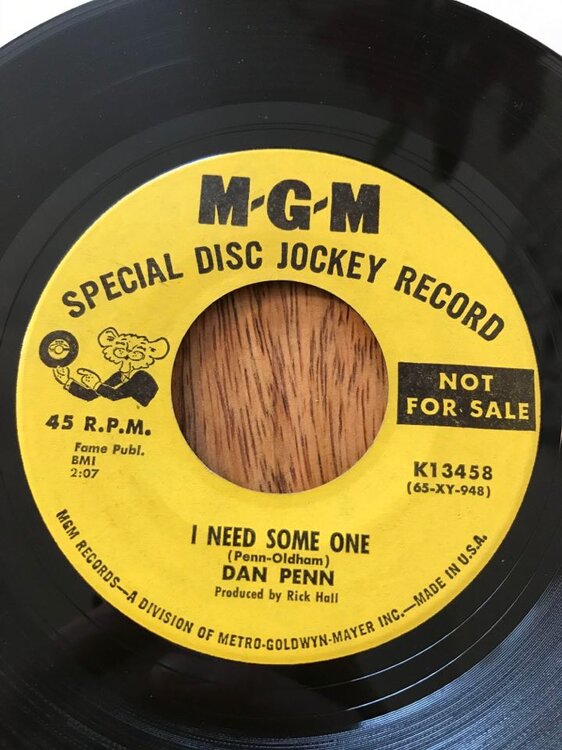 M-G-M
SPECIAL DISC JOCKEY RECORD
NOT
FOR SALE
45 R.P.M.
Fame Publ.
BMI
2:07
K13458
(65-XY-948)
I NEED SOME ONE
(Penn-Oldham)
DAN PENN
Produced by Rick Hall
MGM RECORDS—A DIVISION OF METRO-GOLDWYN-MAYER INC.—MADE IN U.S.A.